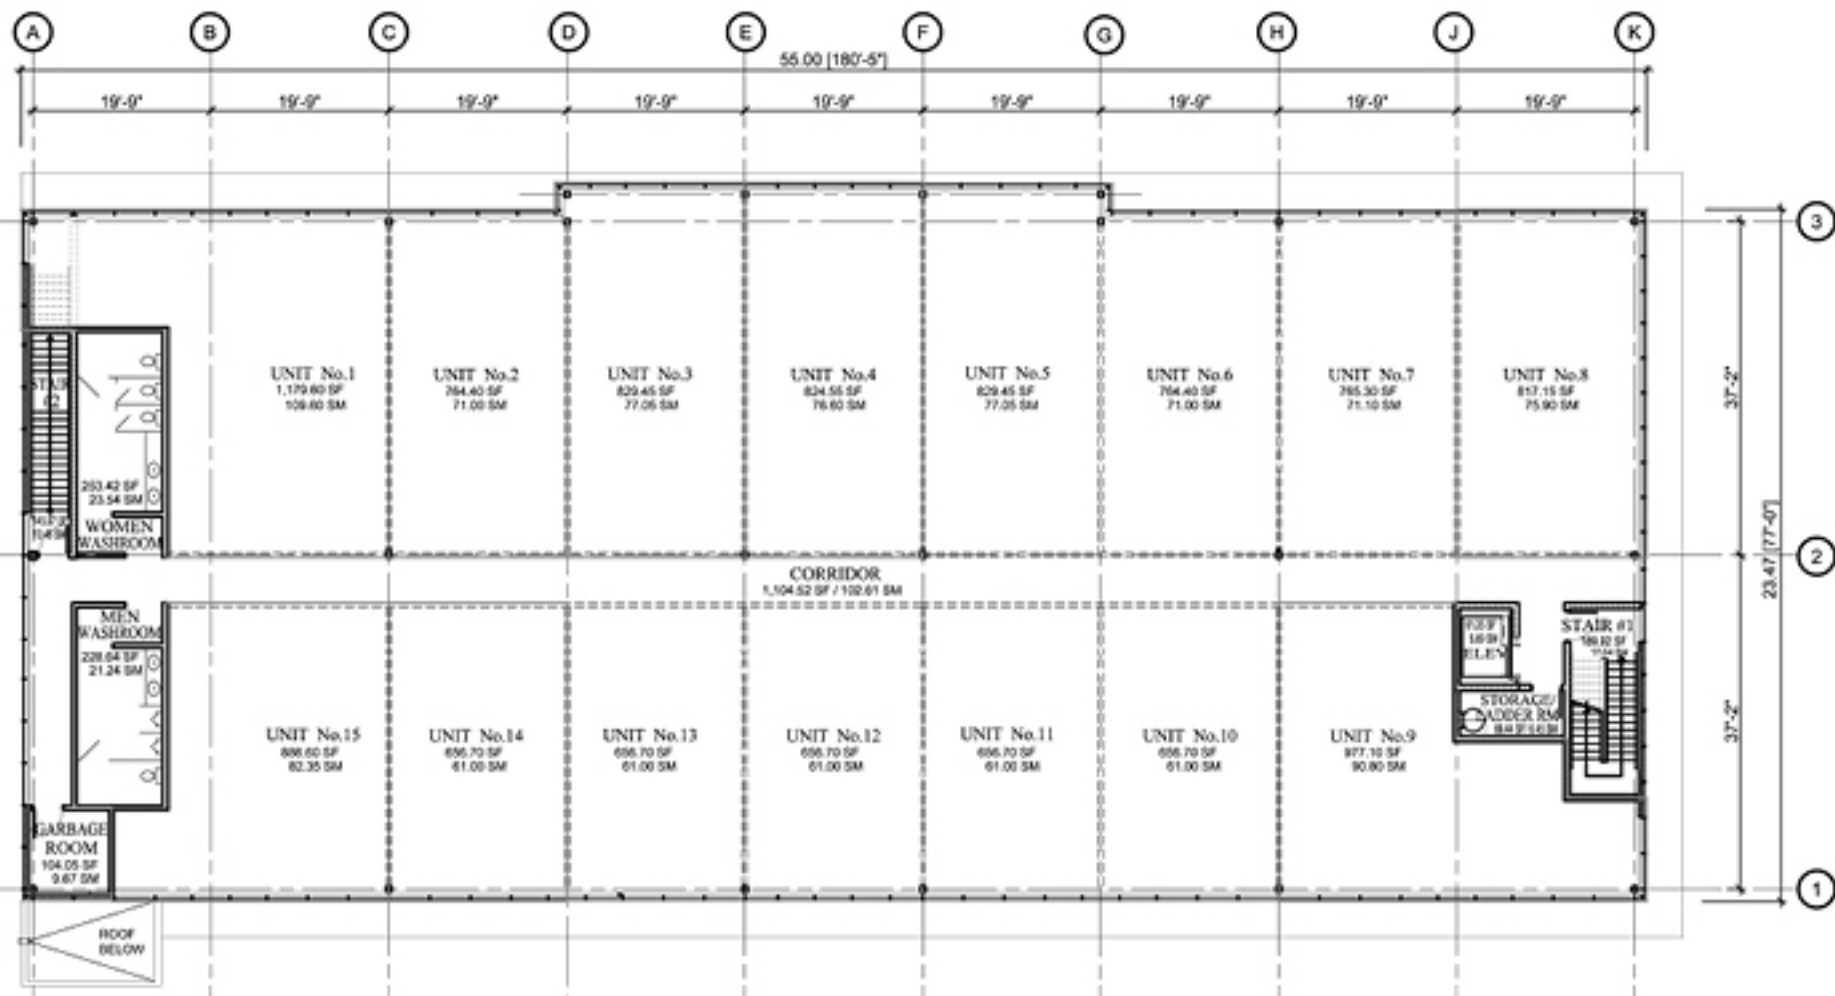 A B C D E F G H J K
55.00 [180'-5"]
19'-9" 19'-9" 19'-9" 19'-9" 19'-9" 19'-9" 19'-9" 19'-9" 19'-9"
3
2
1
37'-2"
37'-2"
23.47 [77'-0"]
UNIT No.1
1,179.60 SF
109.60 SM
UNIT No.2
764.40 SF
71.00 SM
UNIT No.3
829.45 SF
77.05 SM
UNIT No.4
824.55 SF
76.60 SM
UNIT No.5
829.45 SF
77.05 SM
UNIT No.6
764.40 SF
71.00 SM
UNIT No.7
765.30 SF
71.10 SM
UNIT No.8
817.15 SF
75.90 SM
STAIR
253.42 SF
23.54 SM
WOMEN
WASHROOM
CORRIDOR
1,104.52 SF / 102.61 SM
MEN
WASHROOM
228.64 SF
21.24 SM
UNIT No.15
886.60 SF
82.35 SM
UNIT No.14
656.70 SF
61.00 SM
UNIT No.13
656.70 SF
61.00 SM
UNIT No.12
656.70 SF
61.00 SM
UNIT No.11
656.70 SF
61.00 SM
UNIT No.10
656.70 SF
61.00 SM
UNIT No.9
977.10 SF
90.80 SM
ELEV
STAIR #1
STORAGE/
LADDER RM
GARBAGE
ROOM
104.05 SF
9.67 SM
ROOF
BELOW